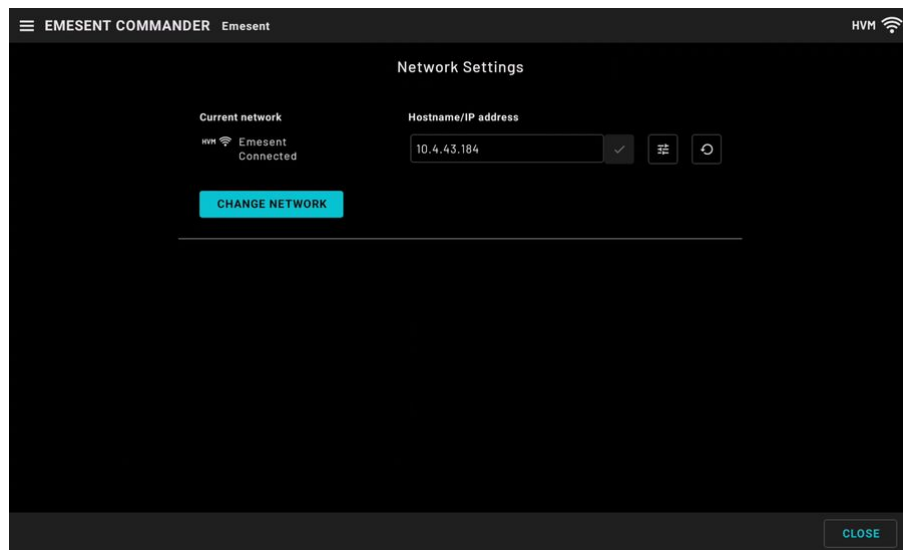 EMESENT COMMANDER Emesent
HVM
Network Settings
Current network
HVM Emesent
Connected
Hostname/IP address
10.4.43.184
CHANGE NETWORK
CLOSE